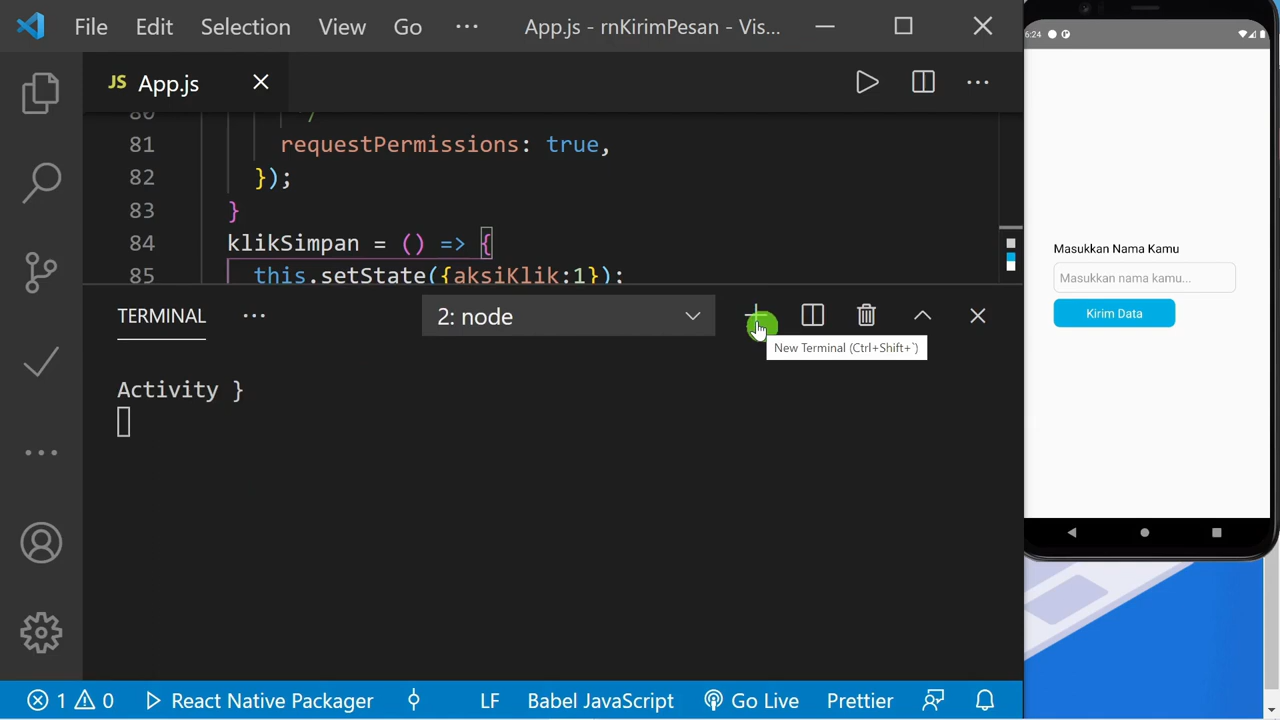 File Edit Selection View Go ··· App.js - rnKirimPesan - Vis...
JS App.js
80 */
81 requestPermissions: true,
82 });
83 }
84 klikSimpan = () => {
85 this.setState({aksiKlik:1});
TERMINAL ··· 2: node
New Terminal (Ctrl+Shift+`)
Activity }
1 0 React Native Packager LF Babel JavaScript Go Live Prettier
6:24
Masukkan Nama Kamu
Masukkan nama kamu...
Kirim Data